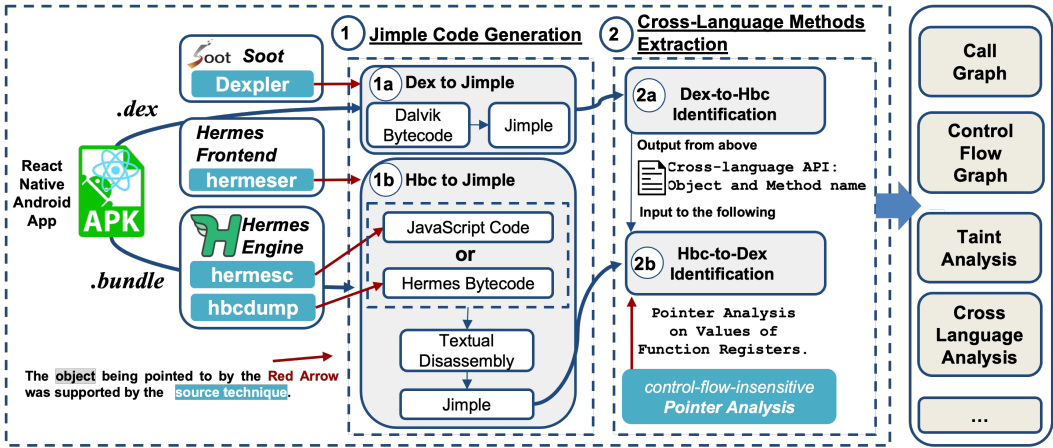 React
Native
Android
App
APK
.dex
.bundle
Soot
Soot
Dexpler
Hermes
Frontend
hermeser
Hermes
Engine
hermesc
hbcdump
The object being pointed to by the Red Arrow
was supported by the source technique.
1
Jimple Code Generation
1a
Dex to Jimple
Dalvik
Bytecode
Jimple
1b
Hbc to Jimple
JavaScript Code
or
Hermes Bytecode
Textual
Disassembly
Jimple
2
Cross-Language Methods
Extraction
2a
Dex-to-Hbc
Identification
Output from above
Cross-language API:
Object and Method name
Input to the following
2b
Hbc-to-Dex
Identification
Pointer Analysis
on Values of
Function Registers.
control-flow-insensitive
Pointer Analysis
Call
Graph
Control
Flow
Graph
Taint
Analysis
Cross
Language
Analysis
...